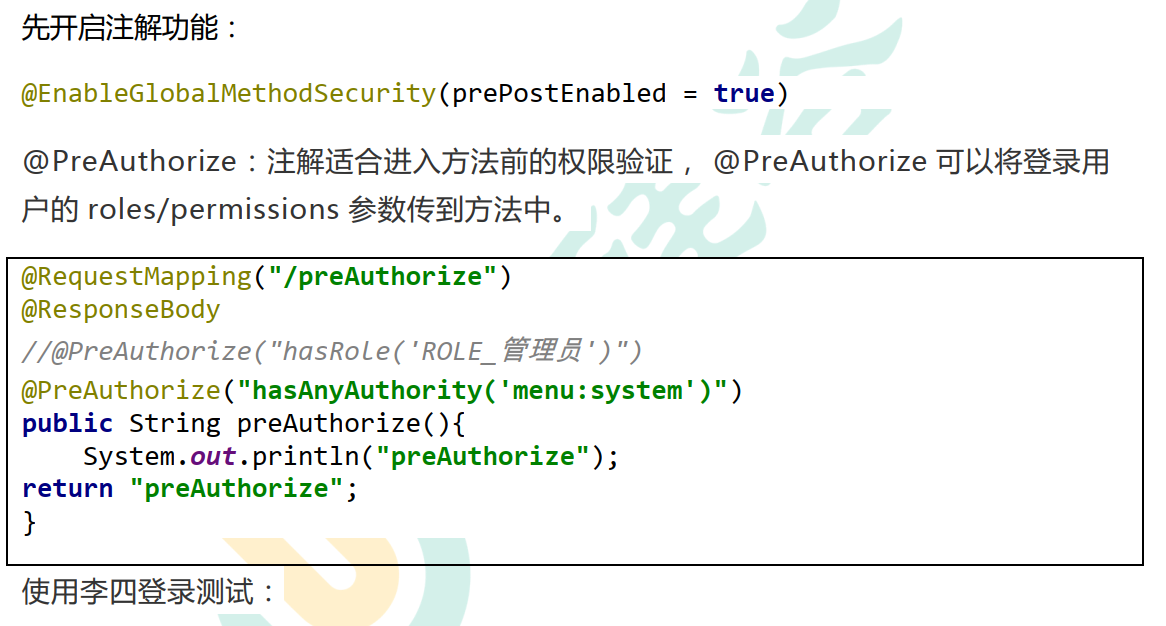 先开启注解功能：
@EnableGlobalMethodSecurity(prePostEnabled = true)
@PreAuthorize：注解适合进入方法前的权限验证， @PreAuthorize 可以将登录用
户的 roles/permissions 参数传到方法中。
@RequestMapping("/preAuthorize")
@ResponseBody
//@PreAuthorize("hasRole('ROLE_管理员')")
@PreAuthorize("hasAnyAuthority('menu:system')")
public String preAuthorize(){
    System.out.println("preAuthorize");
return "preAuthorize";
}
使用李四登录测试：